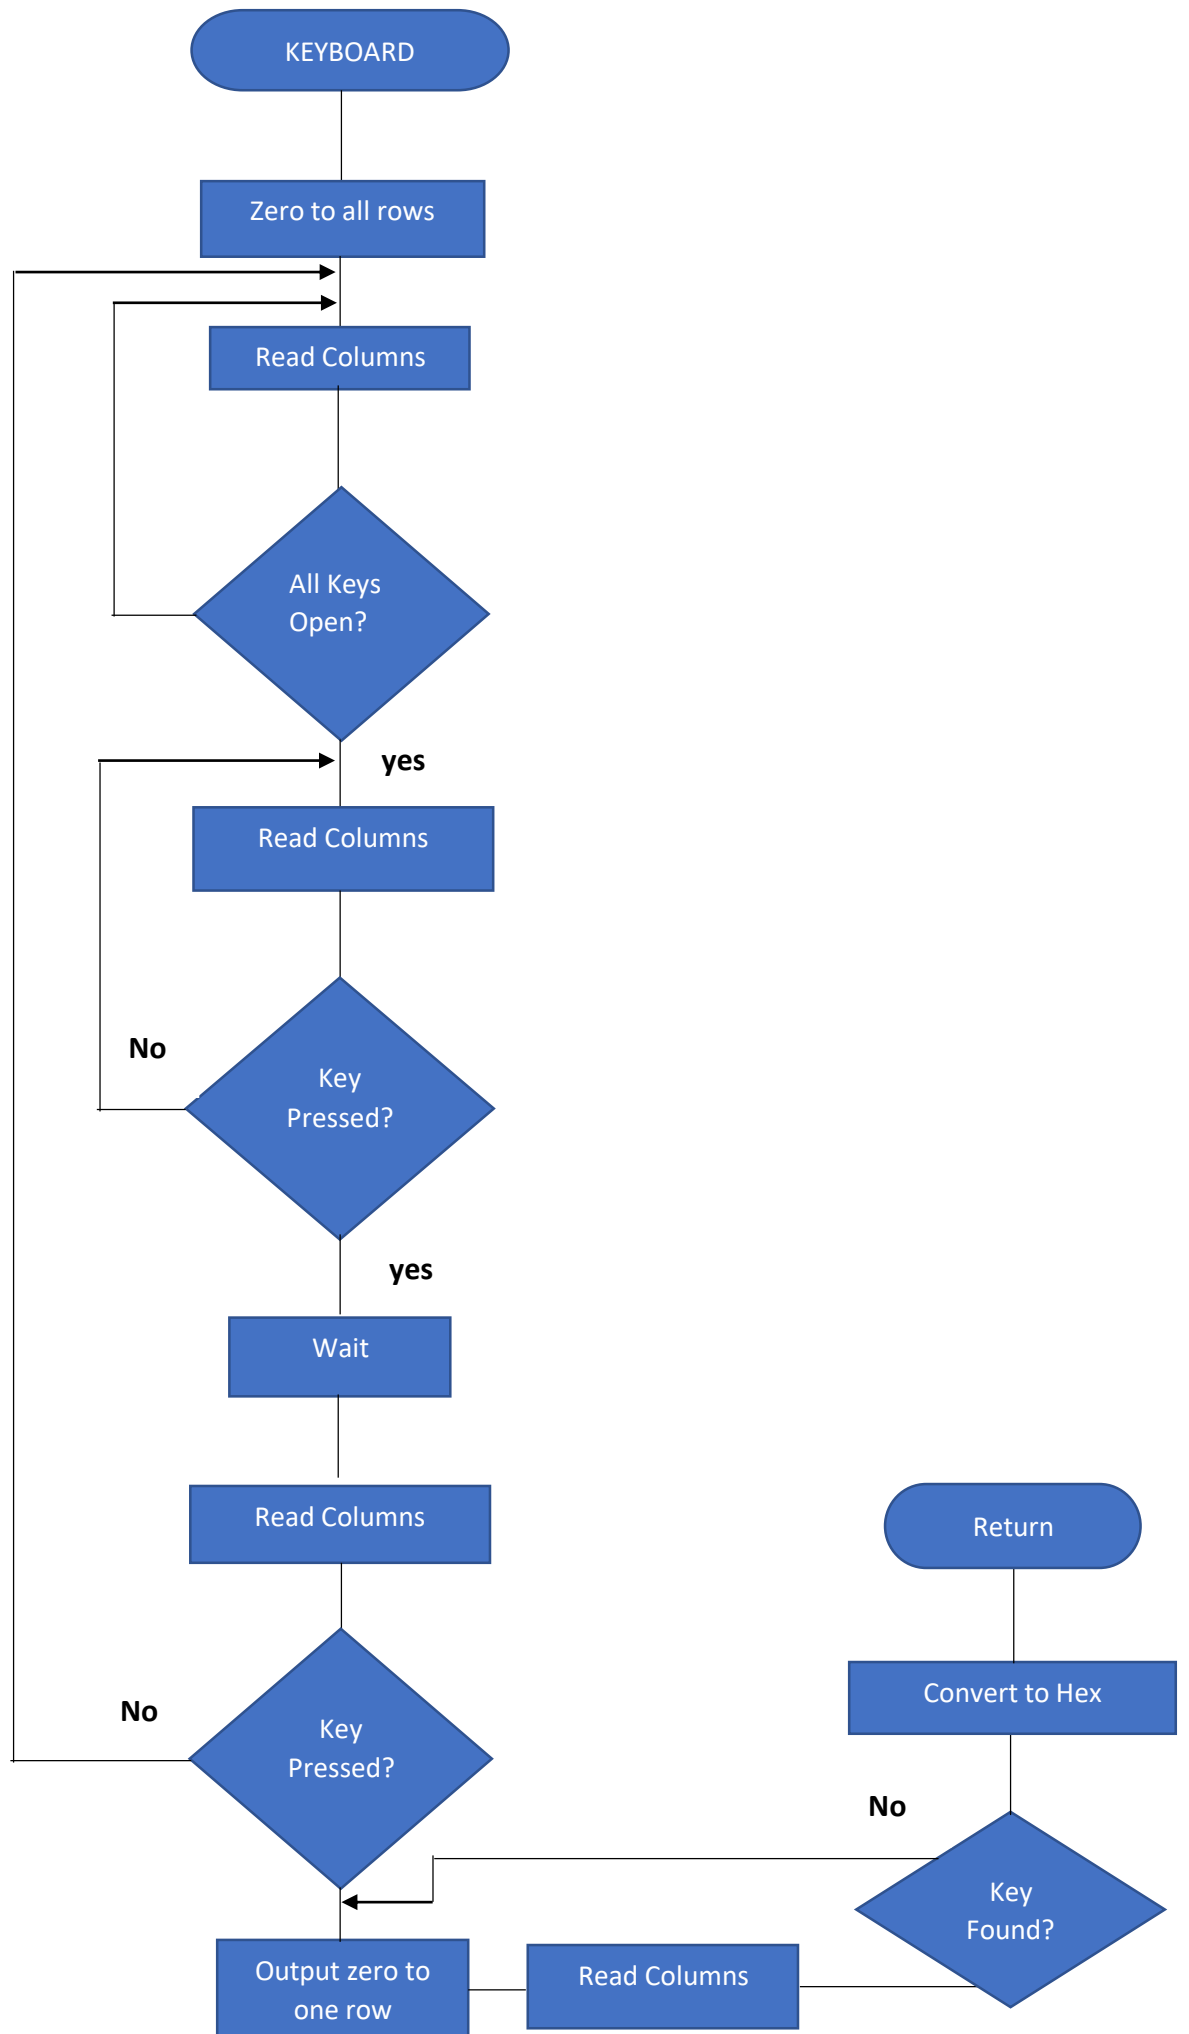 KEYBOARD
Zero to all rows
Read Columns
All Keys
Open?
yes
Read Columns
No
Key
Pressed?
yes
Wait
Read Columns
No
Key
Pressed?
Output zero to
one row
Read Columns
Key
Found?
No
Convert to Hex
Return